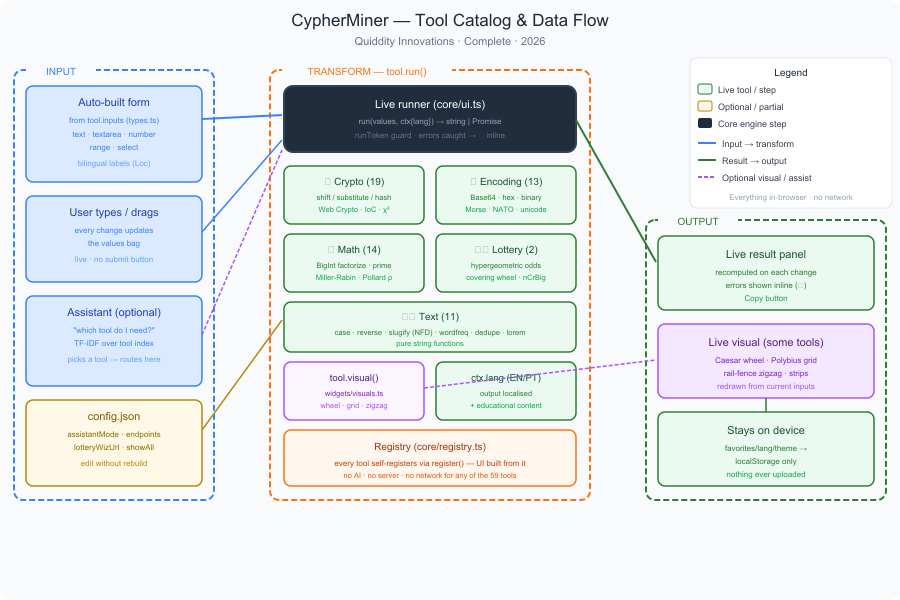 CypherMiner — Tool Catalog & Data Flow
Quiddity Innovations · Complete · 2026
INPUT
Auto-built form
from tool.inputs (types.ts)
text · textarea · number
range · select
bilingual labels (Loc)
User types / drags
every change updates
the values bag
live · no submit button
Assistant (optional)
"which tool do I need?"
TF-IDF over tool index
picks a tool → routes here
config.json
assistantMode · endpoints
lotteryWizUrl · showAll
edit without rebuild
TRANSFORM — tool.run()
Live runner (core/ui.ts)
run(values, ctx{lang}) → string | Promise
runToken guard · errors caught → inline
Crypto (19)
shift / substitute / hash
Web Crypto · IoC · χ²
Encoding (13)
Base64 · hex · binary
Morse · NATO · unicode
Math (14)
BigInt factorize · prime
Miller-Rabin · Pollard ρ
Lottery (2)
hypergeometric odds
covering wheel · nCrBig
Text (11)
case · reverse · slugify (NFD) · wordfreq · dedupe · lorem
pure string functions
tool.visual()
widgets/visuals.ts
wheel · grid · zigzag
ctx.lang (EN/PT)
output localised
+ educational content
Registry (core/registry.ts)
every tool self-registers via register() — UI built from it
no AI · no server · no network for any of the 59 tools
Legend
Live tool / step
Optional / partial
Core engine step
Input → transform
Result → output
Optional visual / assist
Everything in-browser · no network
OUTPUT
Live result panel
recomputed on each change
errors shown inline ()
Copy button
Live visual (some tools)
Caesar wheel · Polybius grid
rail-fence zigzag · strips
redrawn from current inputs
Stays on device
favorites/lang/theme →
localStorage only
nothing ever uploaded